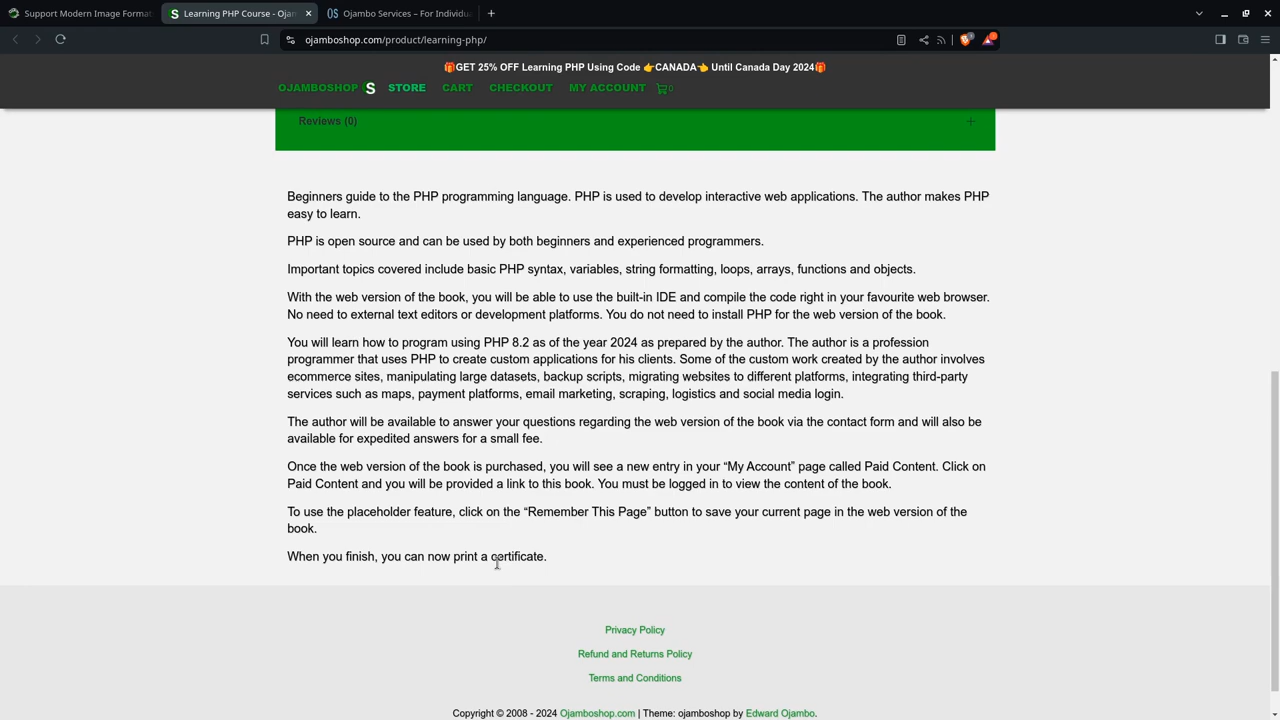 Support Modern Image Format
Learning PHP Course - Ojam
Ojambo Services – For Individua
ojamboshop.com/product/learning-php/
🎁GET 25% OFF Learning PHP Using Code 👉CANADA👈 Until Canada Day 2024🎁
OJAMBOSHOP S STORE CART CHECKOUT MY ACCOUNT 0
Reviews (0)
Beginners guide to the PHP programming language. PHP is used to develop interactive web applications. The author makes PHP
easy to learn.
PHP is open source and can be used by both beginners and experienced programmers.
Important topics covered include basic PHP syntax, variables, string formatting, loops, arrays, functions and objects.
With the web version of the book, you will be able to use the built-in IDE and compile the code right in your favourite web browser.
No need to external text editors or development platforms. You do not need to install PHP for the web version of the book.
You will learn how to program using PHP 8.2 as of the year 2024 as prepared by the author. The author is a profession
programmer that uses PHP to create custom applications for his clients. Some of the custom work created by the author involves
ecommerce sites, manipulating large datasets, backup scripts, migrating websites to different platforms, integrating third-party
services such as maps, payment platforms, email marketing, scraping, logistics and social media login.
The author will be available to answer your questions regarding the web version of the book via the contact form and will also be
available for expedited answers for a small fee.
Once the web version of the book is purchased, you will see a new entry in your “My Account” page called Paid Content. Click on
Paid Content and you will be provided a link to this book. You must be logged in to view the content of the book.
To use the placeholder feature, click on the “Remember This Page” button to save your current page in the web version of the
book.
When you finish, you can now print a certificate.
Privacy Policy
Refund and Returns Policy
Terms and Conditions
Copyright © 2008 - 2024 Ojamboshop.com | Theme: ojamboshop by Edward Ojambo.